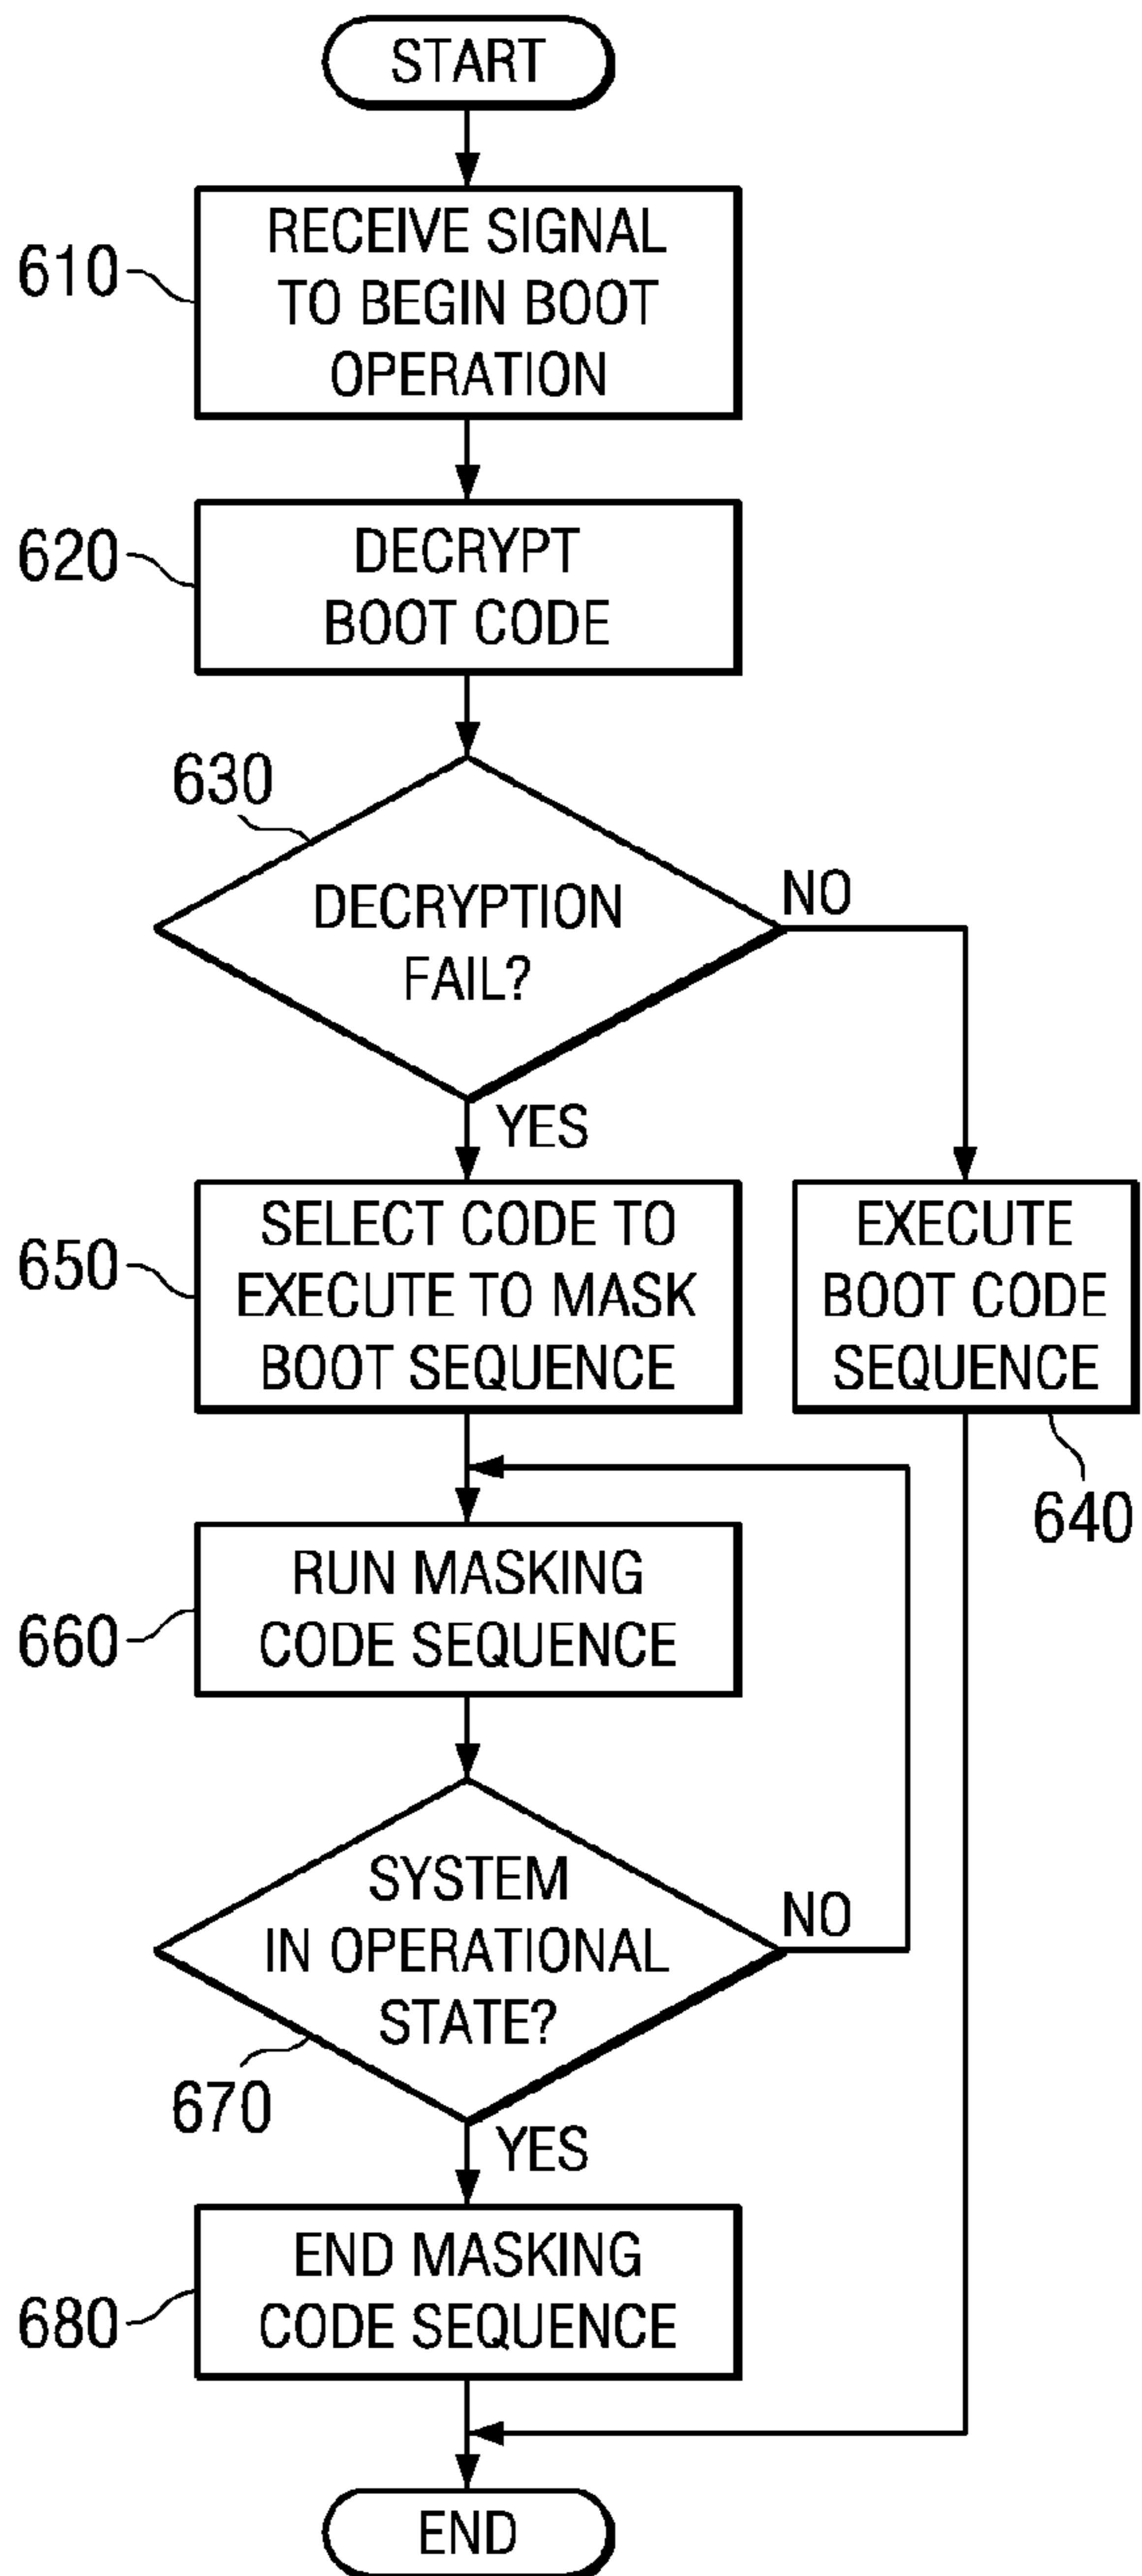 START
610
RECEIVE SIGNAL
TO BEGIN BOOT
OPERATION
620
DECRYPT
BOOT CODE
630
DECRYPTION
FAIL?
NO
YES
650
SELECT CODE TO
EXECUTE TO MASK
BOOT SEQUENCE
EXECUTE
BOOT CODE
SEQUENCE
640
660
RUN MASKING
CODE SEQUENCE
SYSTEM
IN OPERATIONAL
STATE?
NO
670
YES
680
END MASKING
CODE SEQUENCE
END